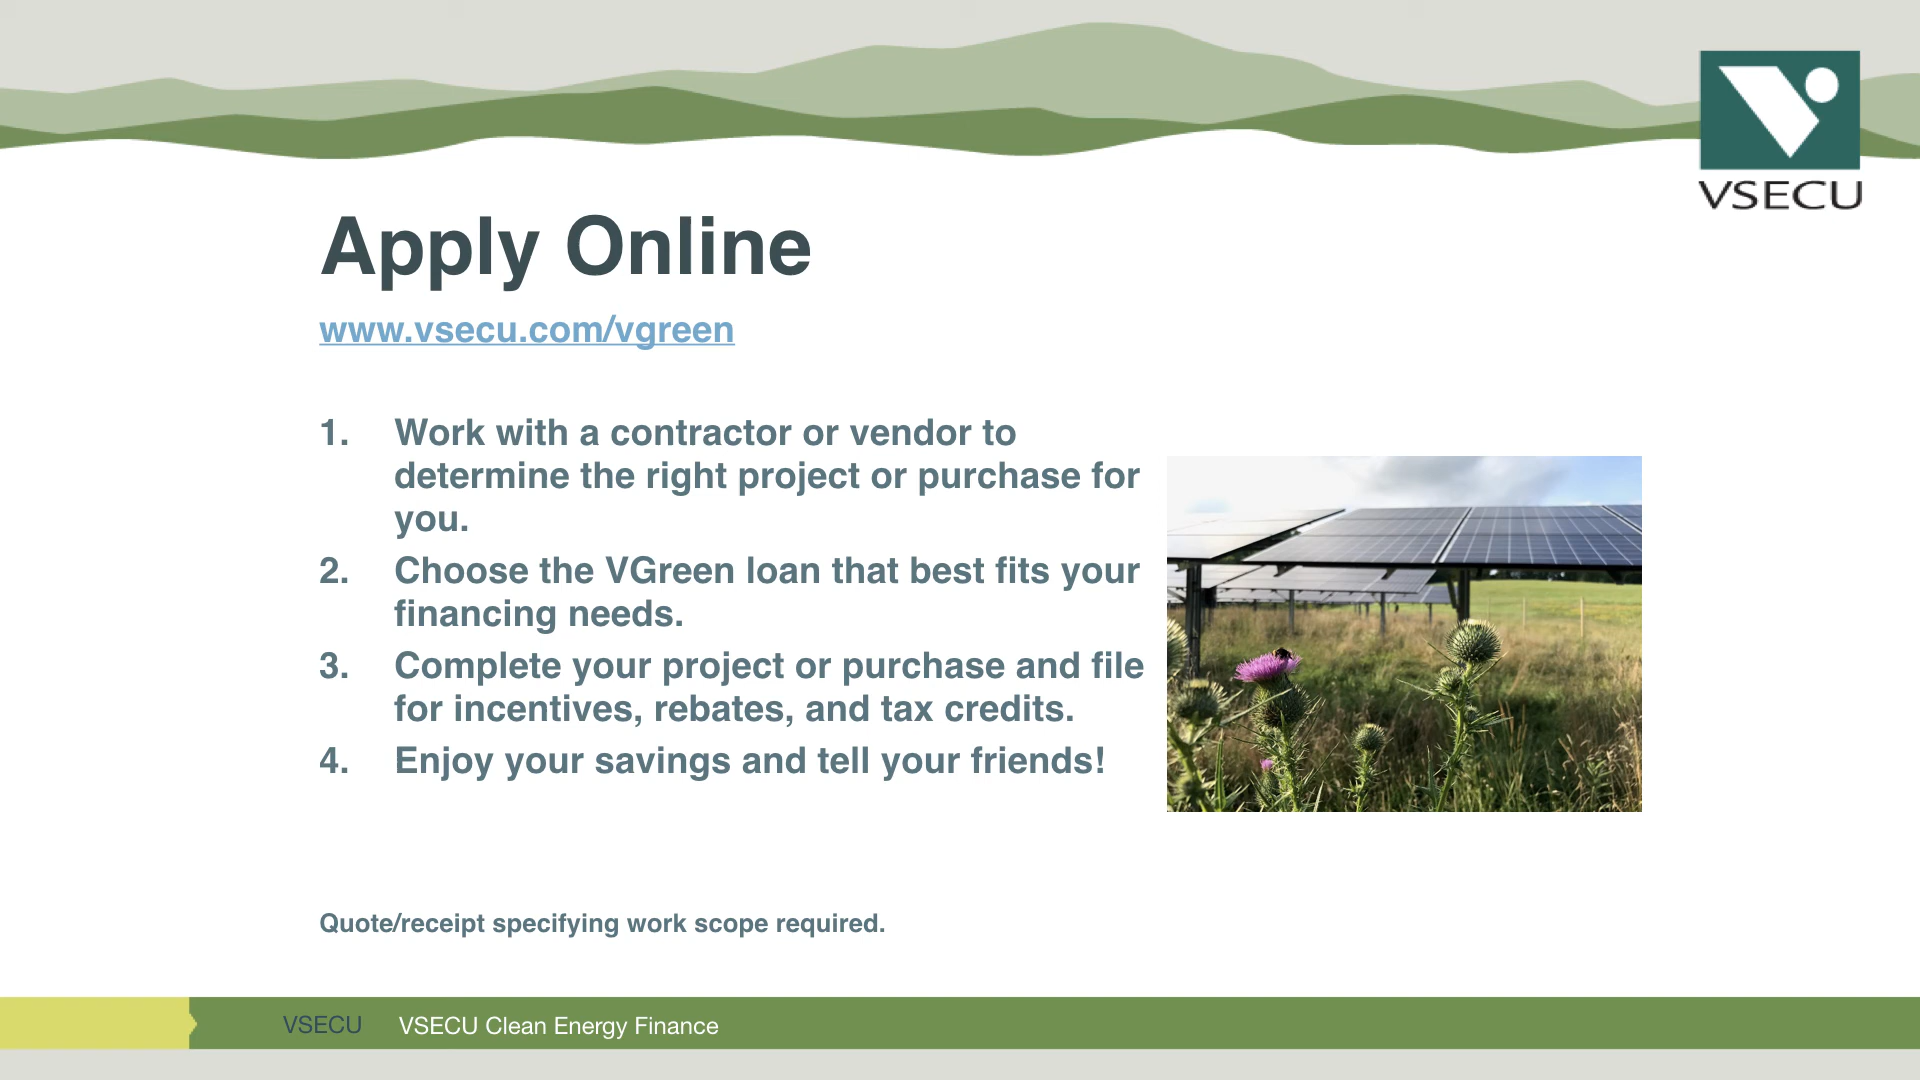 VSECU
Apply Online
www.vsecu.com/vgreen
1. Work with a contractor or vendor to
determine the right project or purchase for
you.
2. Choose the VGreen loan that best fits your
financing needs.
3. Complete your project or purchase and file
for incentives, rebates, and tax credits.
4. Enjoy your savings and tell your friends!
Quote/receipt specifying work scope required.
VSECU VSECU Clean Energy Finance